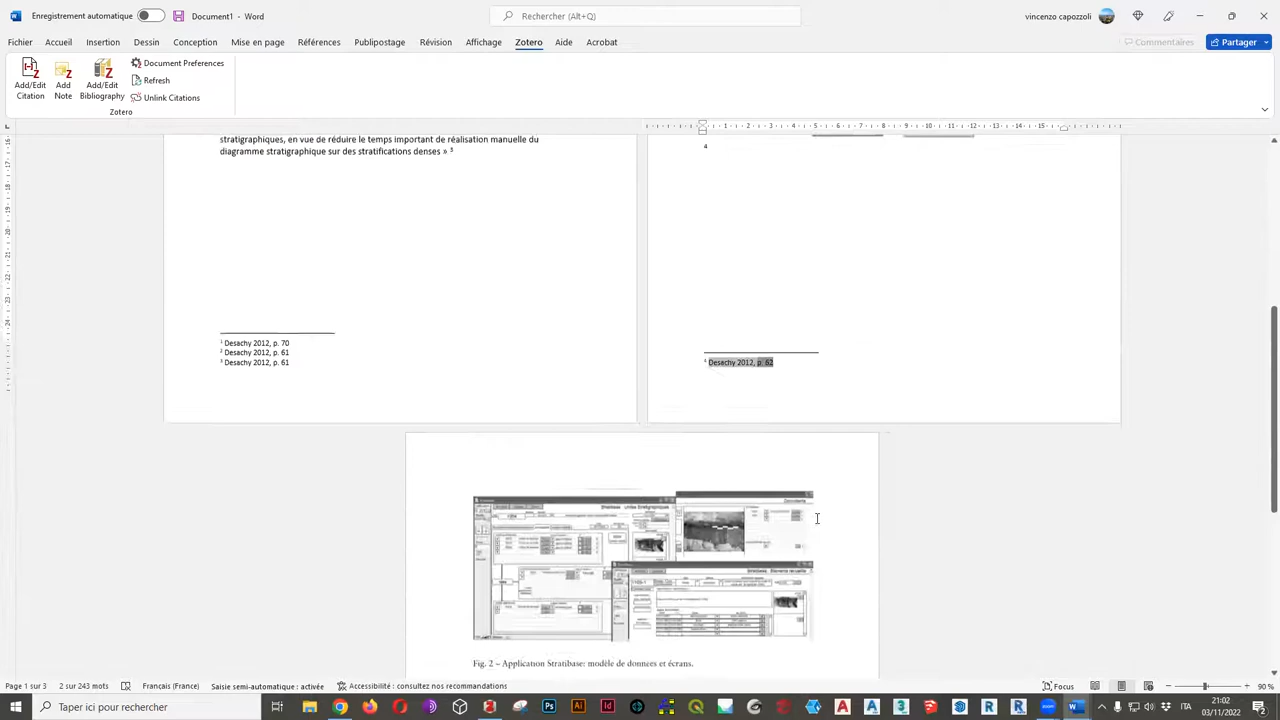 Enregistrement automatique
Document1 - Word
Rechercher (Alt+Q)
vincenzo capozzoli
Fichier Accueil Insertion Dessin Conception Mise en page Références Publipostage Révision Affichage Zotero Aide Acrobat
Commentaires
Partager
Add/Edit Citation
Add Note
Add/Edit Bibliography
Document Preferences
Refresh
Unlink Citations
Zotero
stratigraphiques, en vue de réduire le temps important de réalisation manuelle du
diagramme stratigraphique sur des stratifications denses » 3
1 Desachy 2012, p. 70
2 Desachy 2012, p. 61
3 Desachy 2012, p. 61
4
4 Desachy 2012, p. 62
Fig. 2 – Application Stratibase: modèle de données et écrans.
Page 1 sur 3
2 sur 243 mots
Français (France)
Saisie semi-automatique : activée
Accessibilité : consultez nos recommandations
Focus
90 %
Taper ici pour rechercher
ITA
21:02
03/11/2022